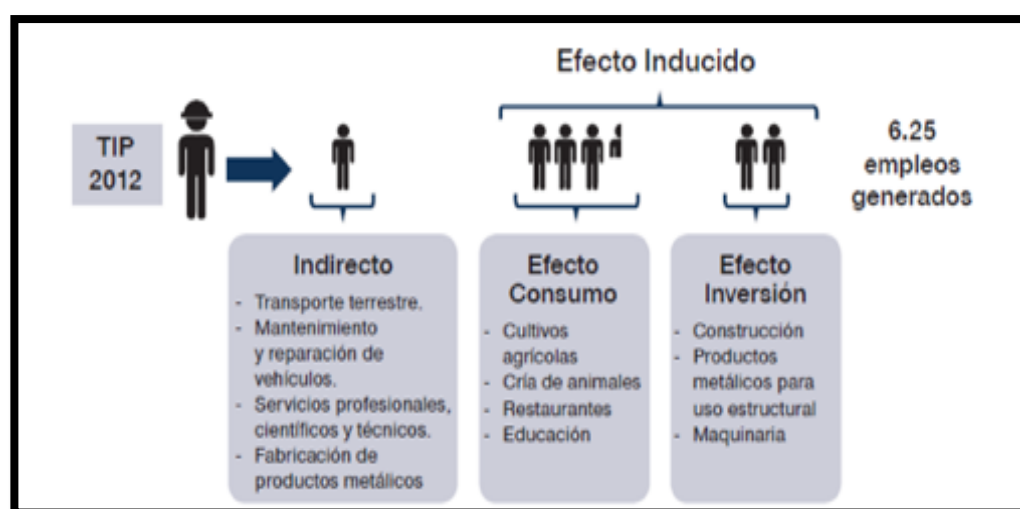 Efecto Inducido
TIP
2012
6.25
empleos
generados
Indirecto
- Transporte terrestre.
- Mantenimiento
y reparación de
vehículos.
- Servicios profesionales,
científicos y técnicos.
- Fabricación de
productos metálicos
Efecto
Consumo
- Cultivos
agrícolas
- Cría de animales
- Restaurantes
- Educación
Efecto
Inversión
- Construcción
- Productos
metálicos para
uso estructural
- Maquinaria